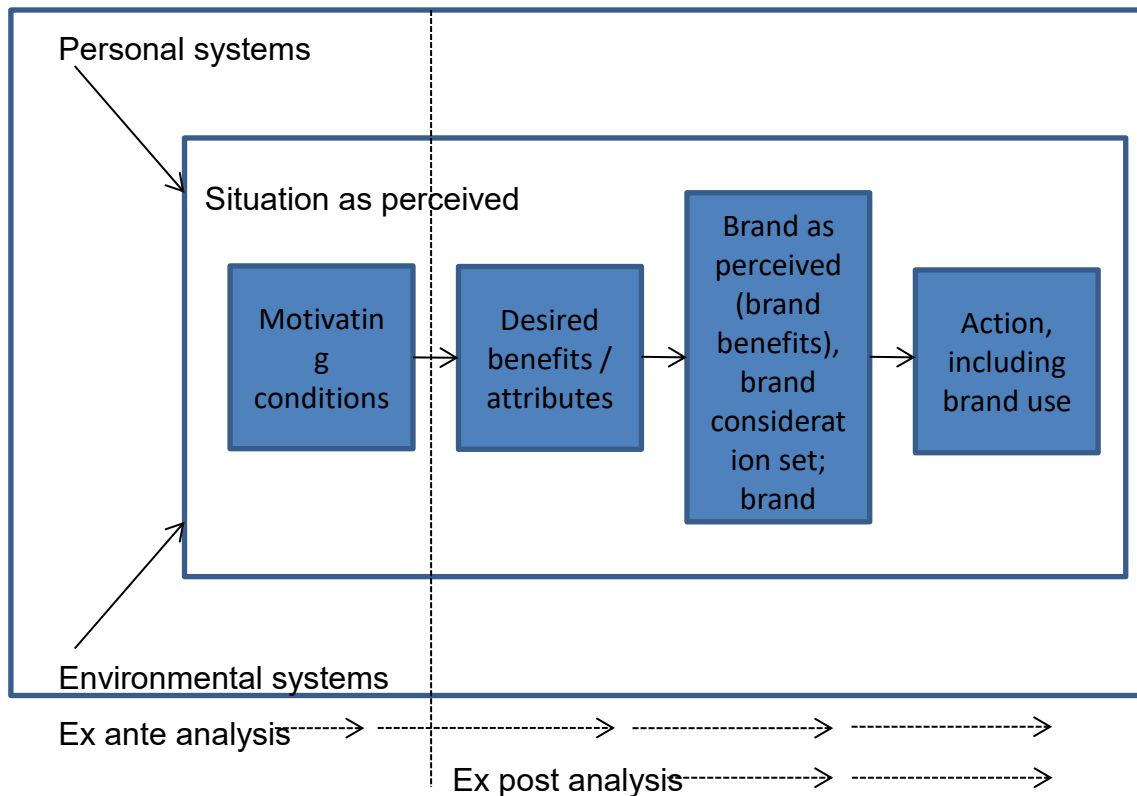 Personal systems
Situation as perceived
Motivatin
g
conditions
Desired
benefits /
attributes
Brand as
perceived
(brand
benefits),
brand
considerat
ion set;
brand
Action,
including
brand use
Environmental systems
Ex ante analysis
Ex post analysis